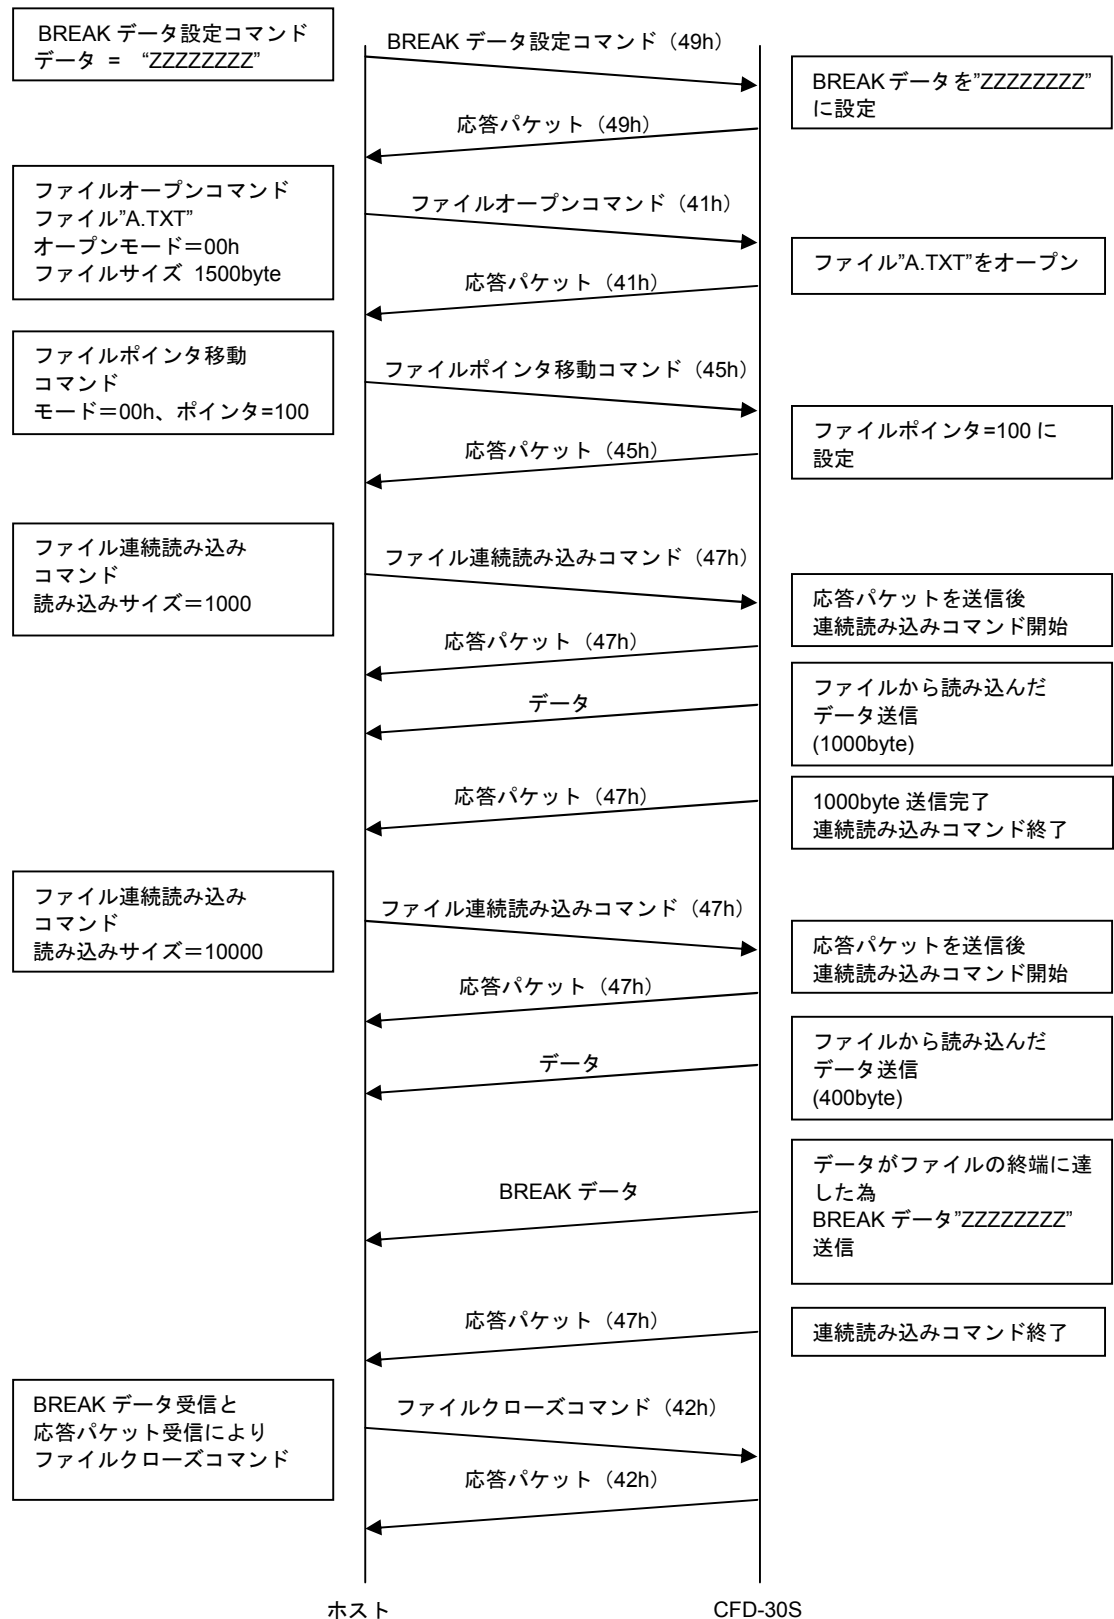 BREAK データ設定コマンド
データ = “ZZZZZZZZ”
BREAK データ設定コマンド（49h）
BREAK データを”ZZZZZZZZ”
に設定
応答パケット（49h）
ファイルオープンコマンド
ファイル”A.TXT”
オープンモード＝00h
ファイルサイズ 1500byte
ファイルオープンコマンド（41h）
ファイル”A.TXT”をオープン
応答パケット（41h）
ファイルポインタ移動
コマンド
モード＝00h、ポインタ=100
ファイルポインタ移動コマンド（45h）
ファイルポインタ=100 に
設定
応答パケット（45h）
ファイル連続読み込み
コマンド
読み込みサイズ＝1000
ファイル連続読み込みコマンド（47h）
応答パケットを送信後
連続読み込みコマンド開始
応答パケット（47h）
データ
ファイルから読み込んだ
データ送信
(1000byte)
応答パケット（47h）
1000byte 送信完了
連続読み込みコマンド終了
ファイル連続読み込み
コマンド
読み込みサイズ＝10000
ファイル連続読み込みコマンド（47h）
応答パケットを送信後
連続読み込みコマンド開始
応答パケット（47h）
データ
ファイルから読み込んだ
データ送信
(400byte)
BREAK データ
データがファイルの終端に達
した為
BREAK データ”ZZZZZZZZ”
送信
応答パケット（47h）
連続読み込みコマンド終了
BREAK データ受信と
応答パケット受信により
ファイルクローズコマンド
ファイルクローズコマンド（42h）
応答パケット（42h）
ホスト
CFD-30S